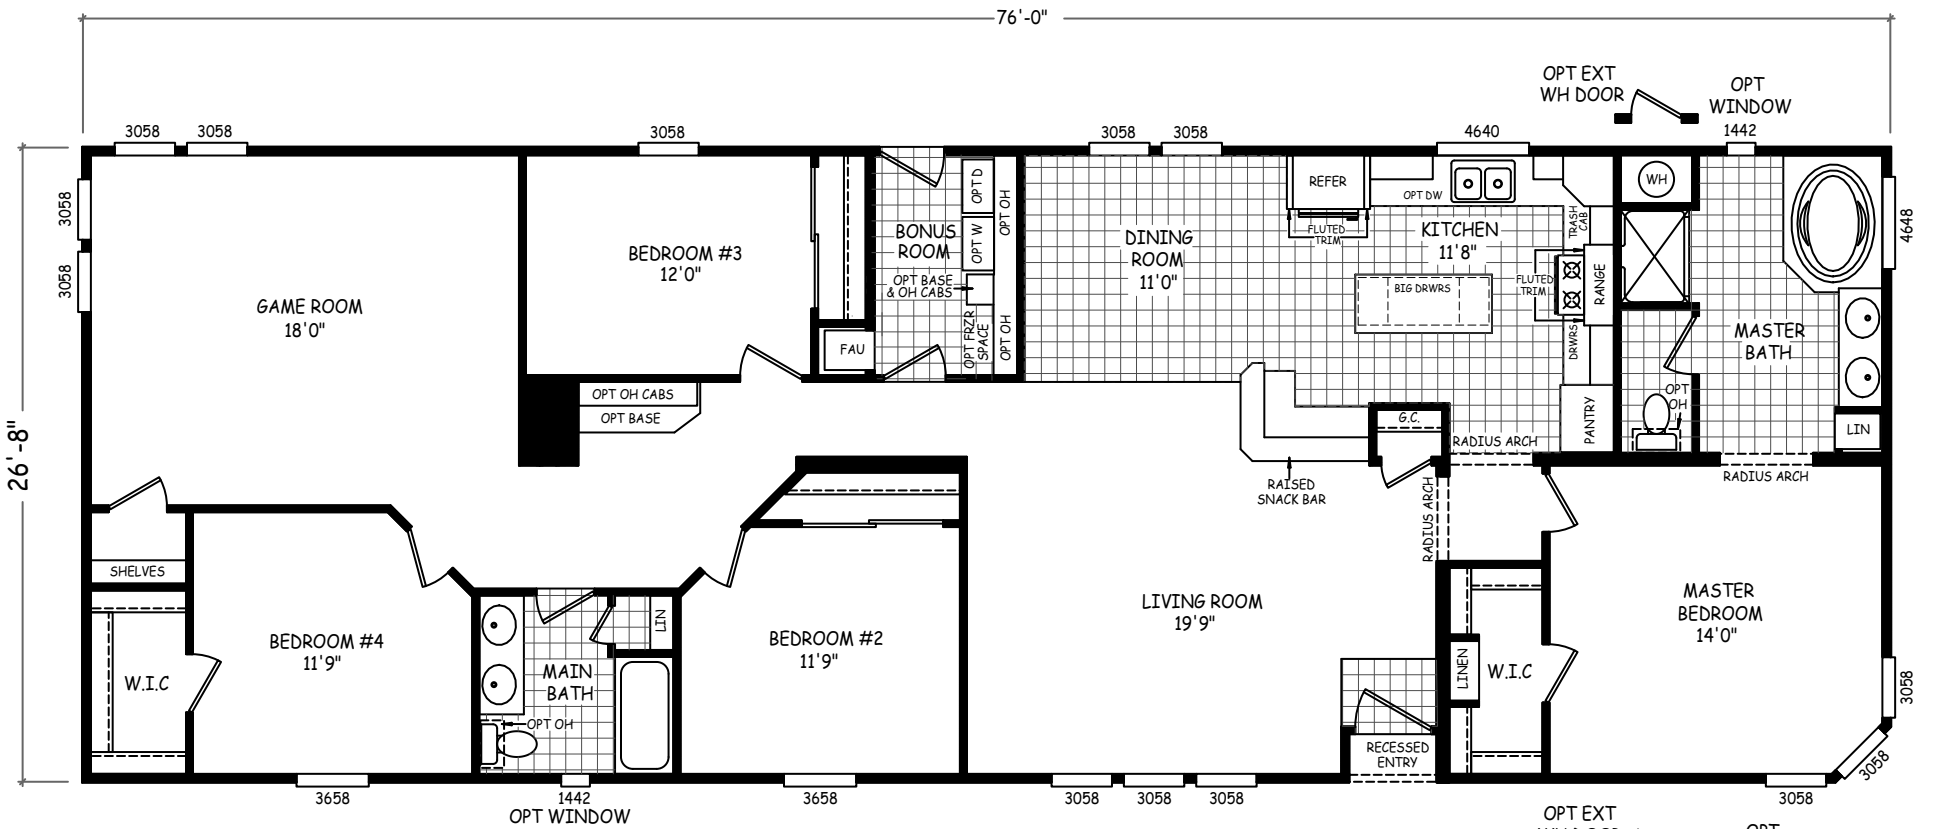 76'-0"
OPT EXT
WH DOOR
OPT
WINDOW
3058
3058
3058
3058
3058
4640
1442
26'-8"
3058
3058
GAME ROOM
18'0"
BEDROOM #3
12'0"
FAU
BONUS
ROOM
OPT BASE
& OH CABS
OPT D
OPT W
OPT OH
OPT FRZR
SPACE
OPT OH
DINING
ROOM
11'0"
REFER
FLUTED
TRIM
OPT DW
KITCHEN
11'8"
BIG DRWRS
TRASH
CAB
FLUTED
TRIM
RANGE
DRWRS
PANTRY
WH
MASTER
BATH
OPT
OH
LIN
4648
OPT OH CABS
OPT BASE
G.C.
RADIUS ARCH
RADIUS ARCH
RADIUS ARCH
RAISED
SNACK BAR
SHELVES
W.I.C
BEDROOM #4
11'9"
MAIN
BATH
OPT OH
LIN
BEDROOM #2
11'9"
LIVING ROOM
19'9"
RECESSED
ENTRY
LINEN
W.I.C
MASTER
BEDROOM
14'0"
3058
3058
3658
1442
OPT WINDOW
3658
3058
3058
3058
3058
OPT EXT